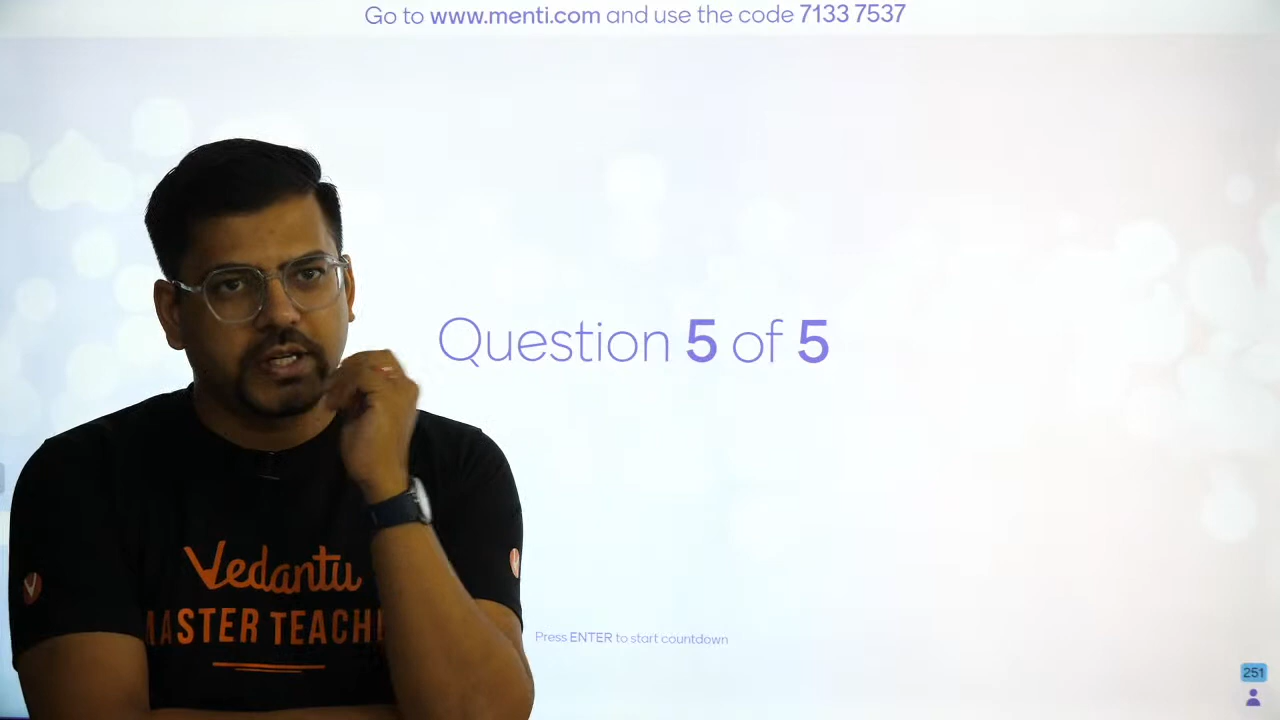 Go to www.menti.com and use the code 7133 7537
Question 5 of 5
Vedantu
MASTER TEACH
Press ENTER to start countdown
251